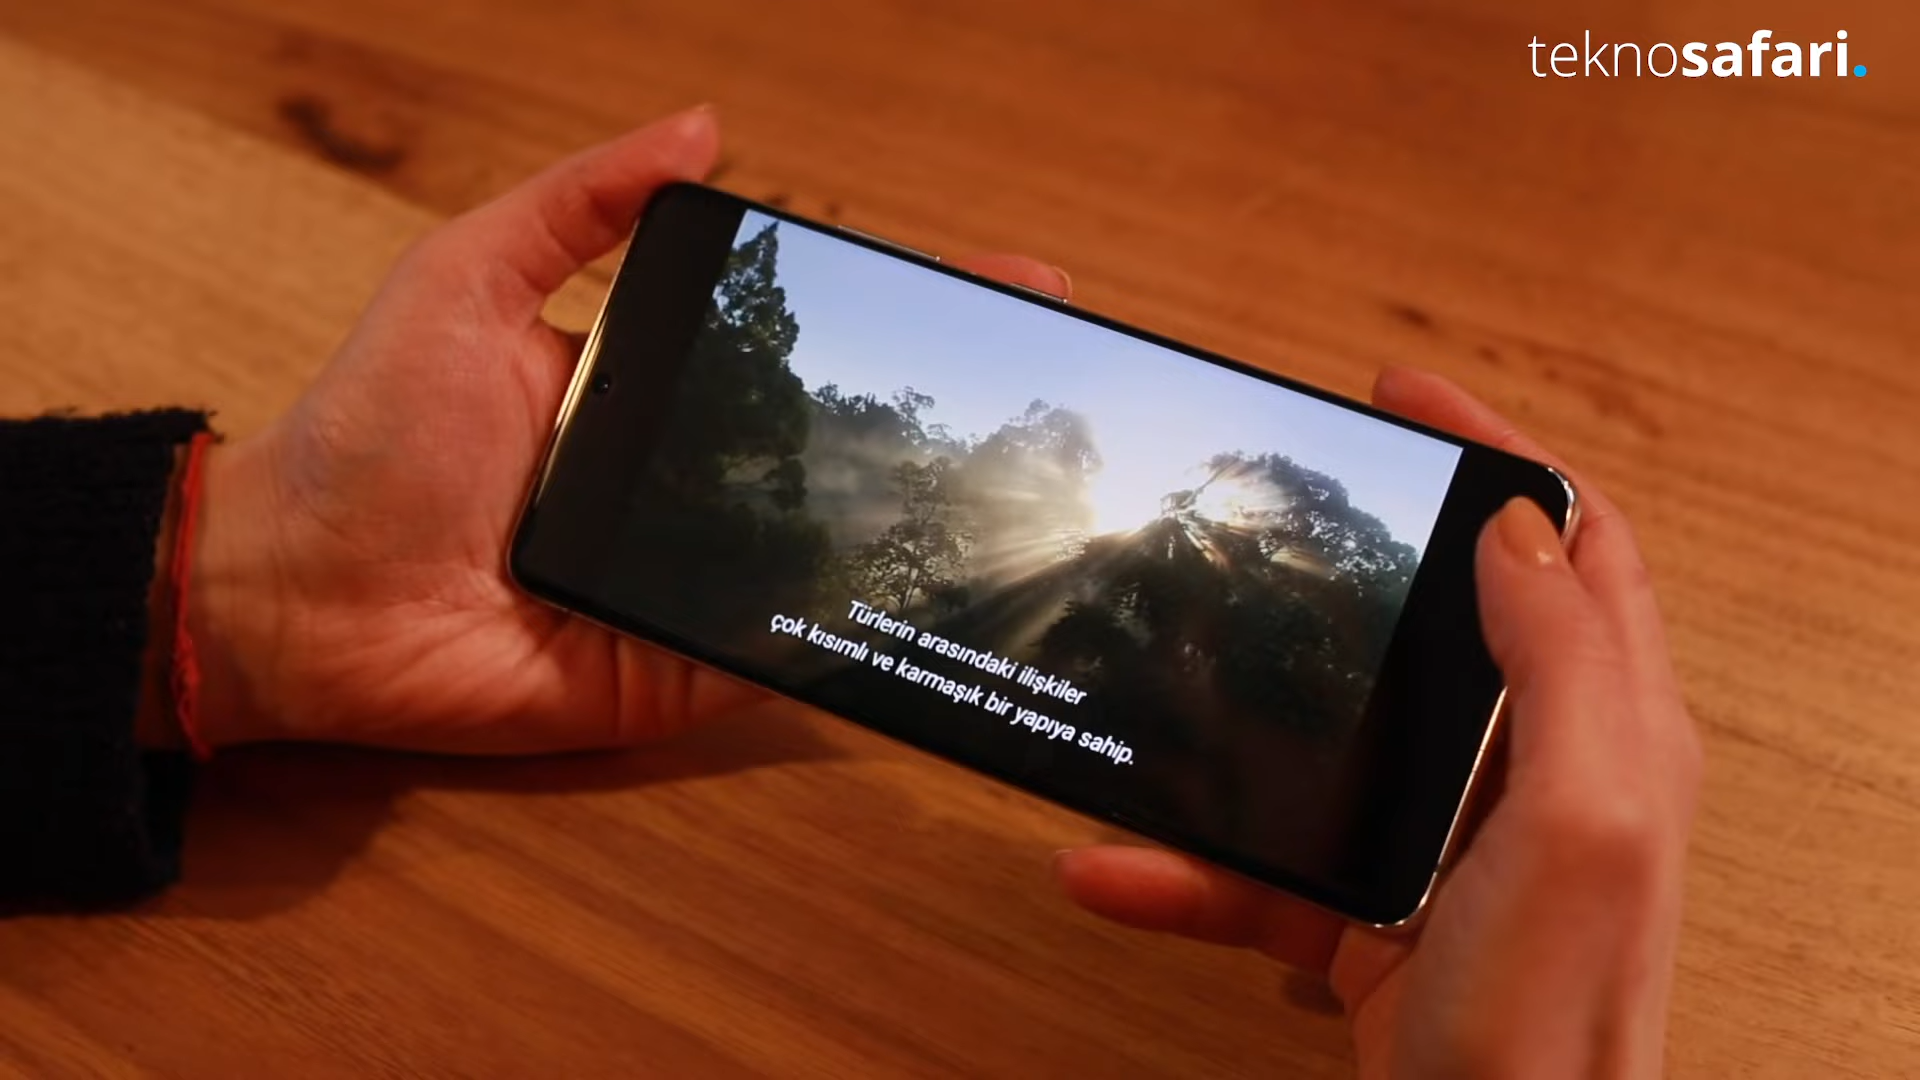 teknosafari.
Türlerin arasındaki ilişkiler
çok kısımlı ve karmaşık bir yapıya sahip.